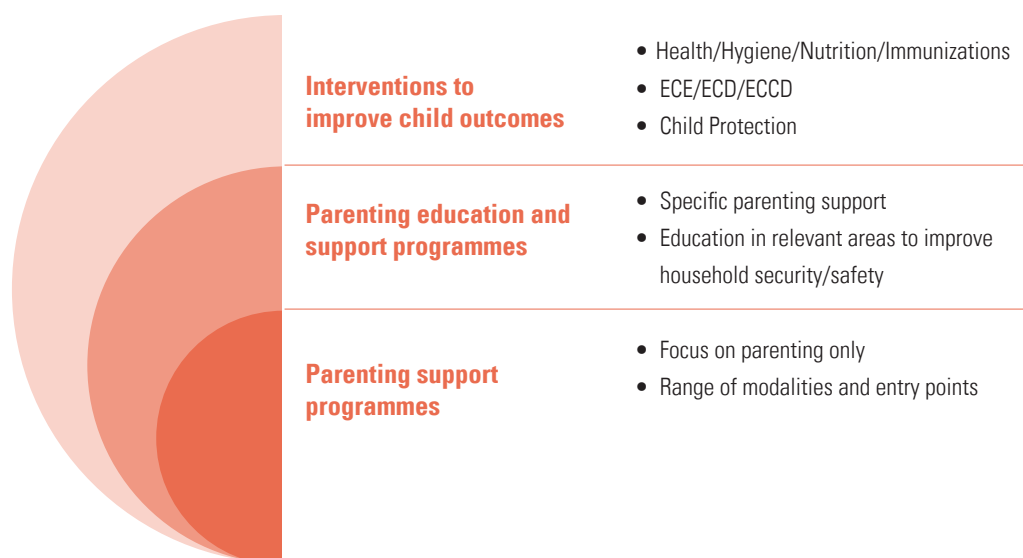 Interventions to
improve child outcomes
• Health/Hygiene/Nutrition/Immunizations
• ECE/ECD/ECCD
• Child Protection
Parenting education and
support programmes
• Specific parenting support
• Education in relevant areas to improve
household security/safety
Parenting support
programmes
• Focus on parenting only
• Range of modalities and entry points